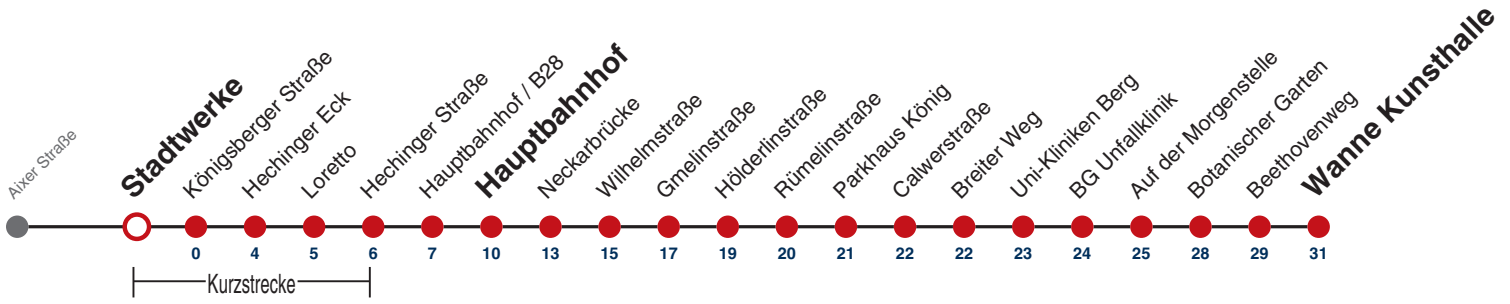 Aixer Straße
Stadtwerke
Königsberger Straße
Hechinger Eck
Loretto
Hechinger Straße
Hauptbahnhof / B28
Hauptbahnhof
Neckarbrücke
Wilhelmstraße
Gmelinstraße
Hölderlinstraße
Rümelinstraße
Parkhaus König
Calwerstraße
Breiter Weg
Uni-Kliniken Berg
BG Unfallklinik
Auf der Morgenstelle
Botanischer Garten
Beethovenweg
Wanne Kunsthalle
0 4 5 6 7 10 13 15 17 19 20 21 22 22 23 24 25 28 29 31
Kurzstrecke